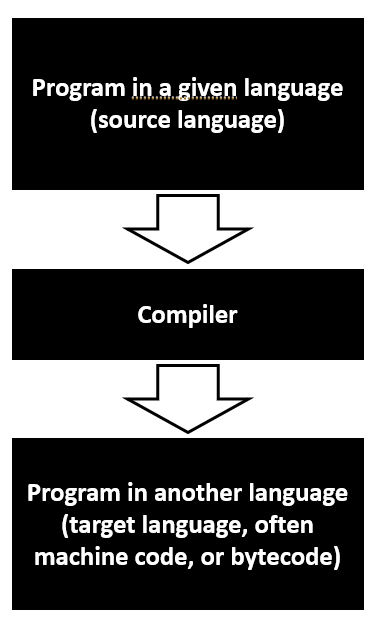 Program in a given language
(source language)
Compiler
Program in another language
(target language, often
machine code, or bytecode)